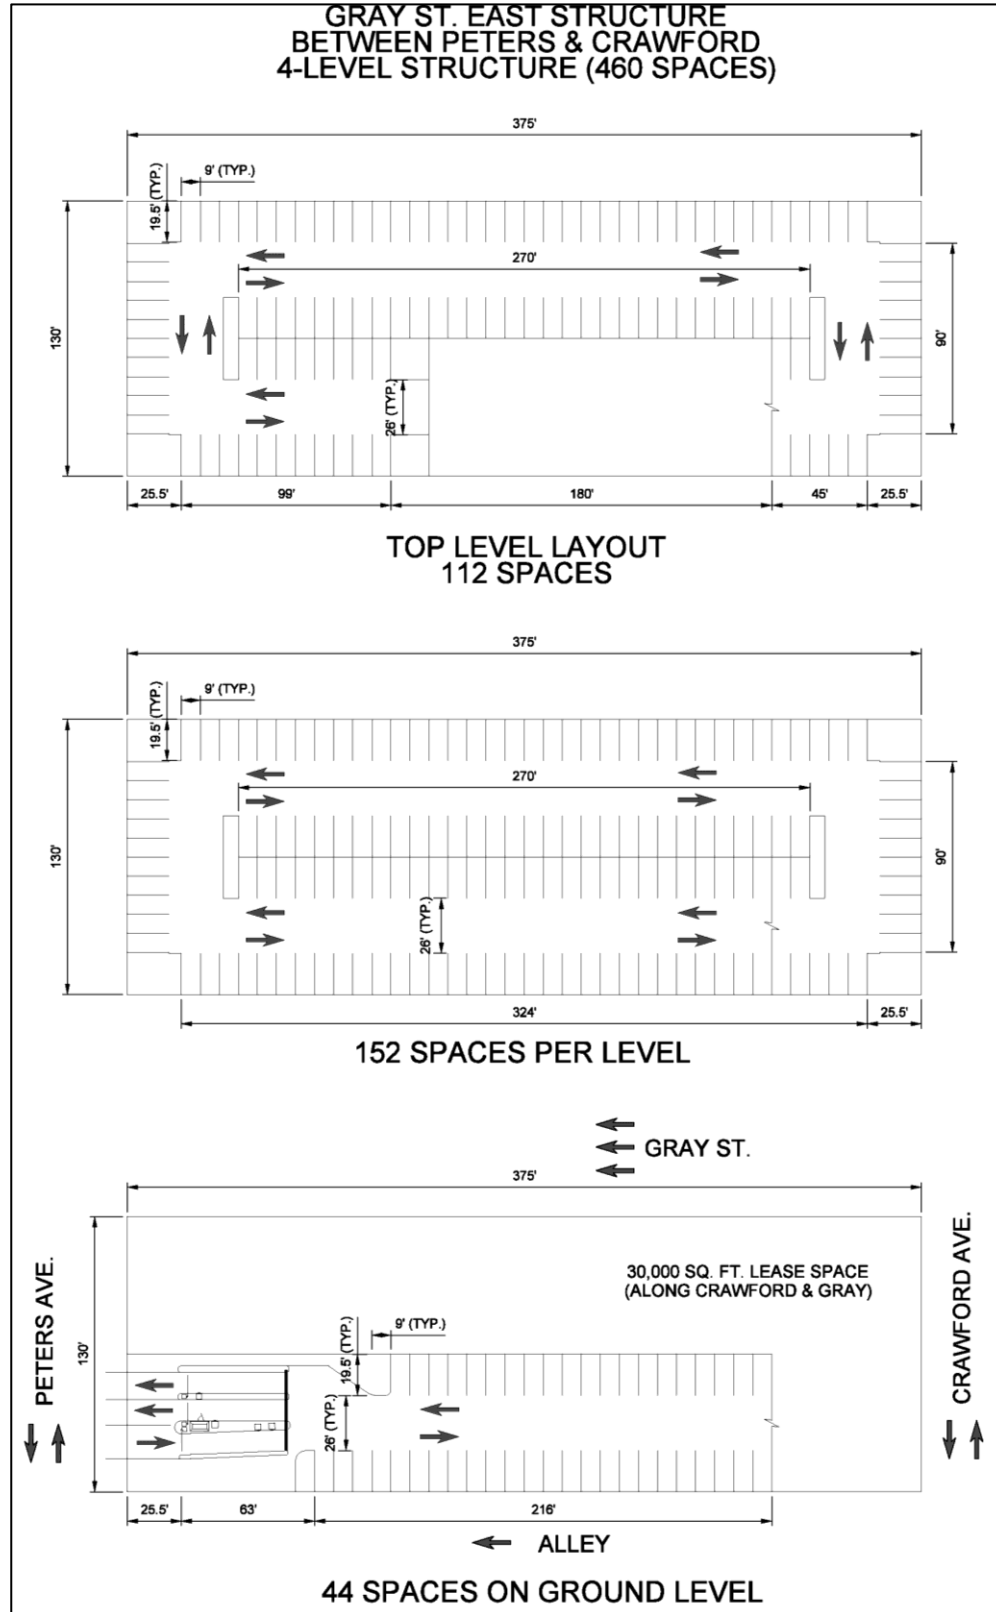 GRAY ST. EAST STRUCTURE
BETWEEN PETERS & CRAWFORD
4-LEVEL STRUCTURE (460 SPACES)
375'
9' (TYP.)
19.5' (TYP.)
270'
130'
90'
26' (TYP.)
25.5'
99'
180'
45'
25.5'
TOP LEVEL LAYOUT
112 SPACES
375'
9' (TYP.)
19.5' (TYP.)
270'
130'
90'
26' (TYP.)
324'
25.5'
152 SPACES PER LEVEL
GRAY ST.
375'
PETERS AVE.
CRAWFORD AVE.
30,000 SQ. FT. LEASE SPACE
(ALONG CRAWFORD & GRAY)
9' (TYP.)
19.5' (TYP.)
130'
26' (TYP.)
25.5'
63'
216'
ALLEY
44 SPACES ON GROUND LEVEL